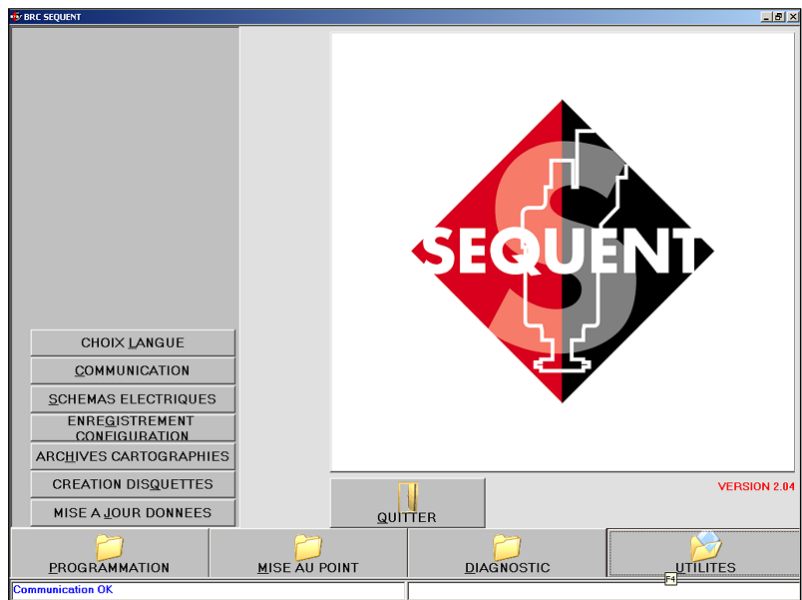 BRC SEQUENT
SEQUENT
CHOIX LANGUE
COMMUNICATION
SCHEMAS ELECTRIQUES
ENREGISTREMENT
CONFIGURATION
ARCHIVES CARTOGRAPHIES
CREATION DISQUETTES
MISE A JOUR DONNEES
QUITTER
VERSION 2.04
PROGRAMMATION
MISE AU POINT
DIAGNOSTIC
UTILITES
F4
Communication OK